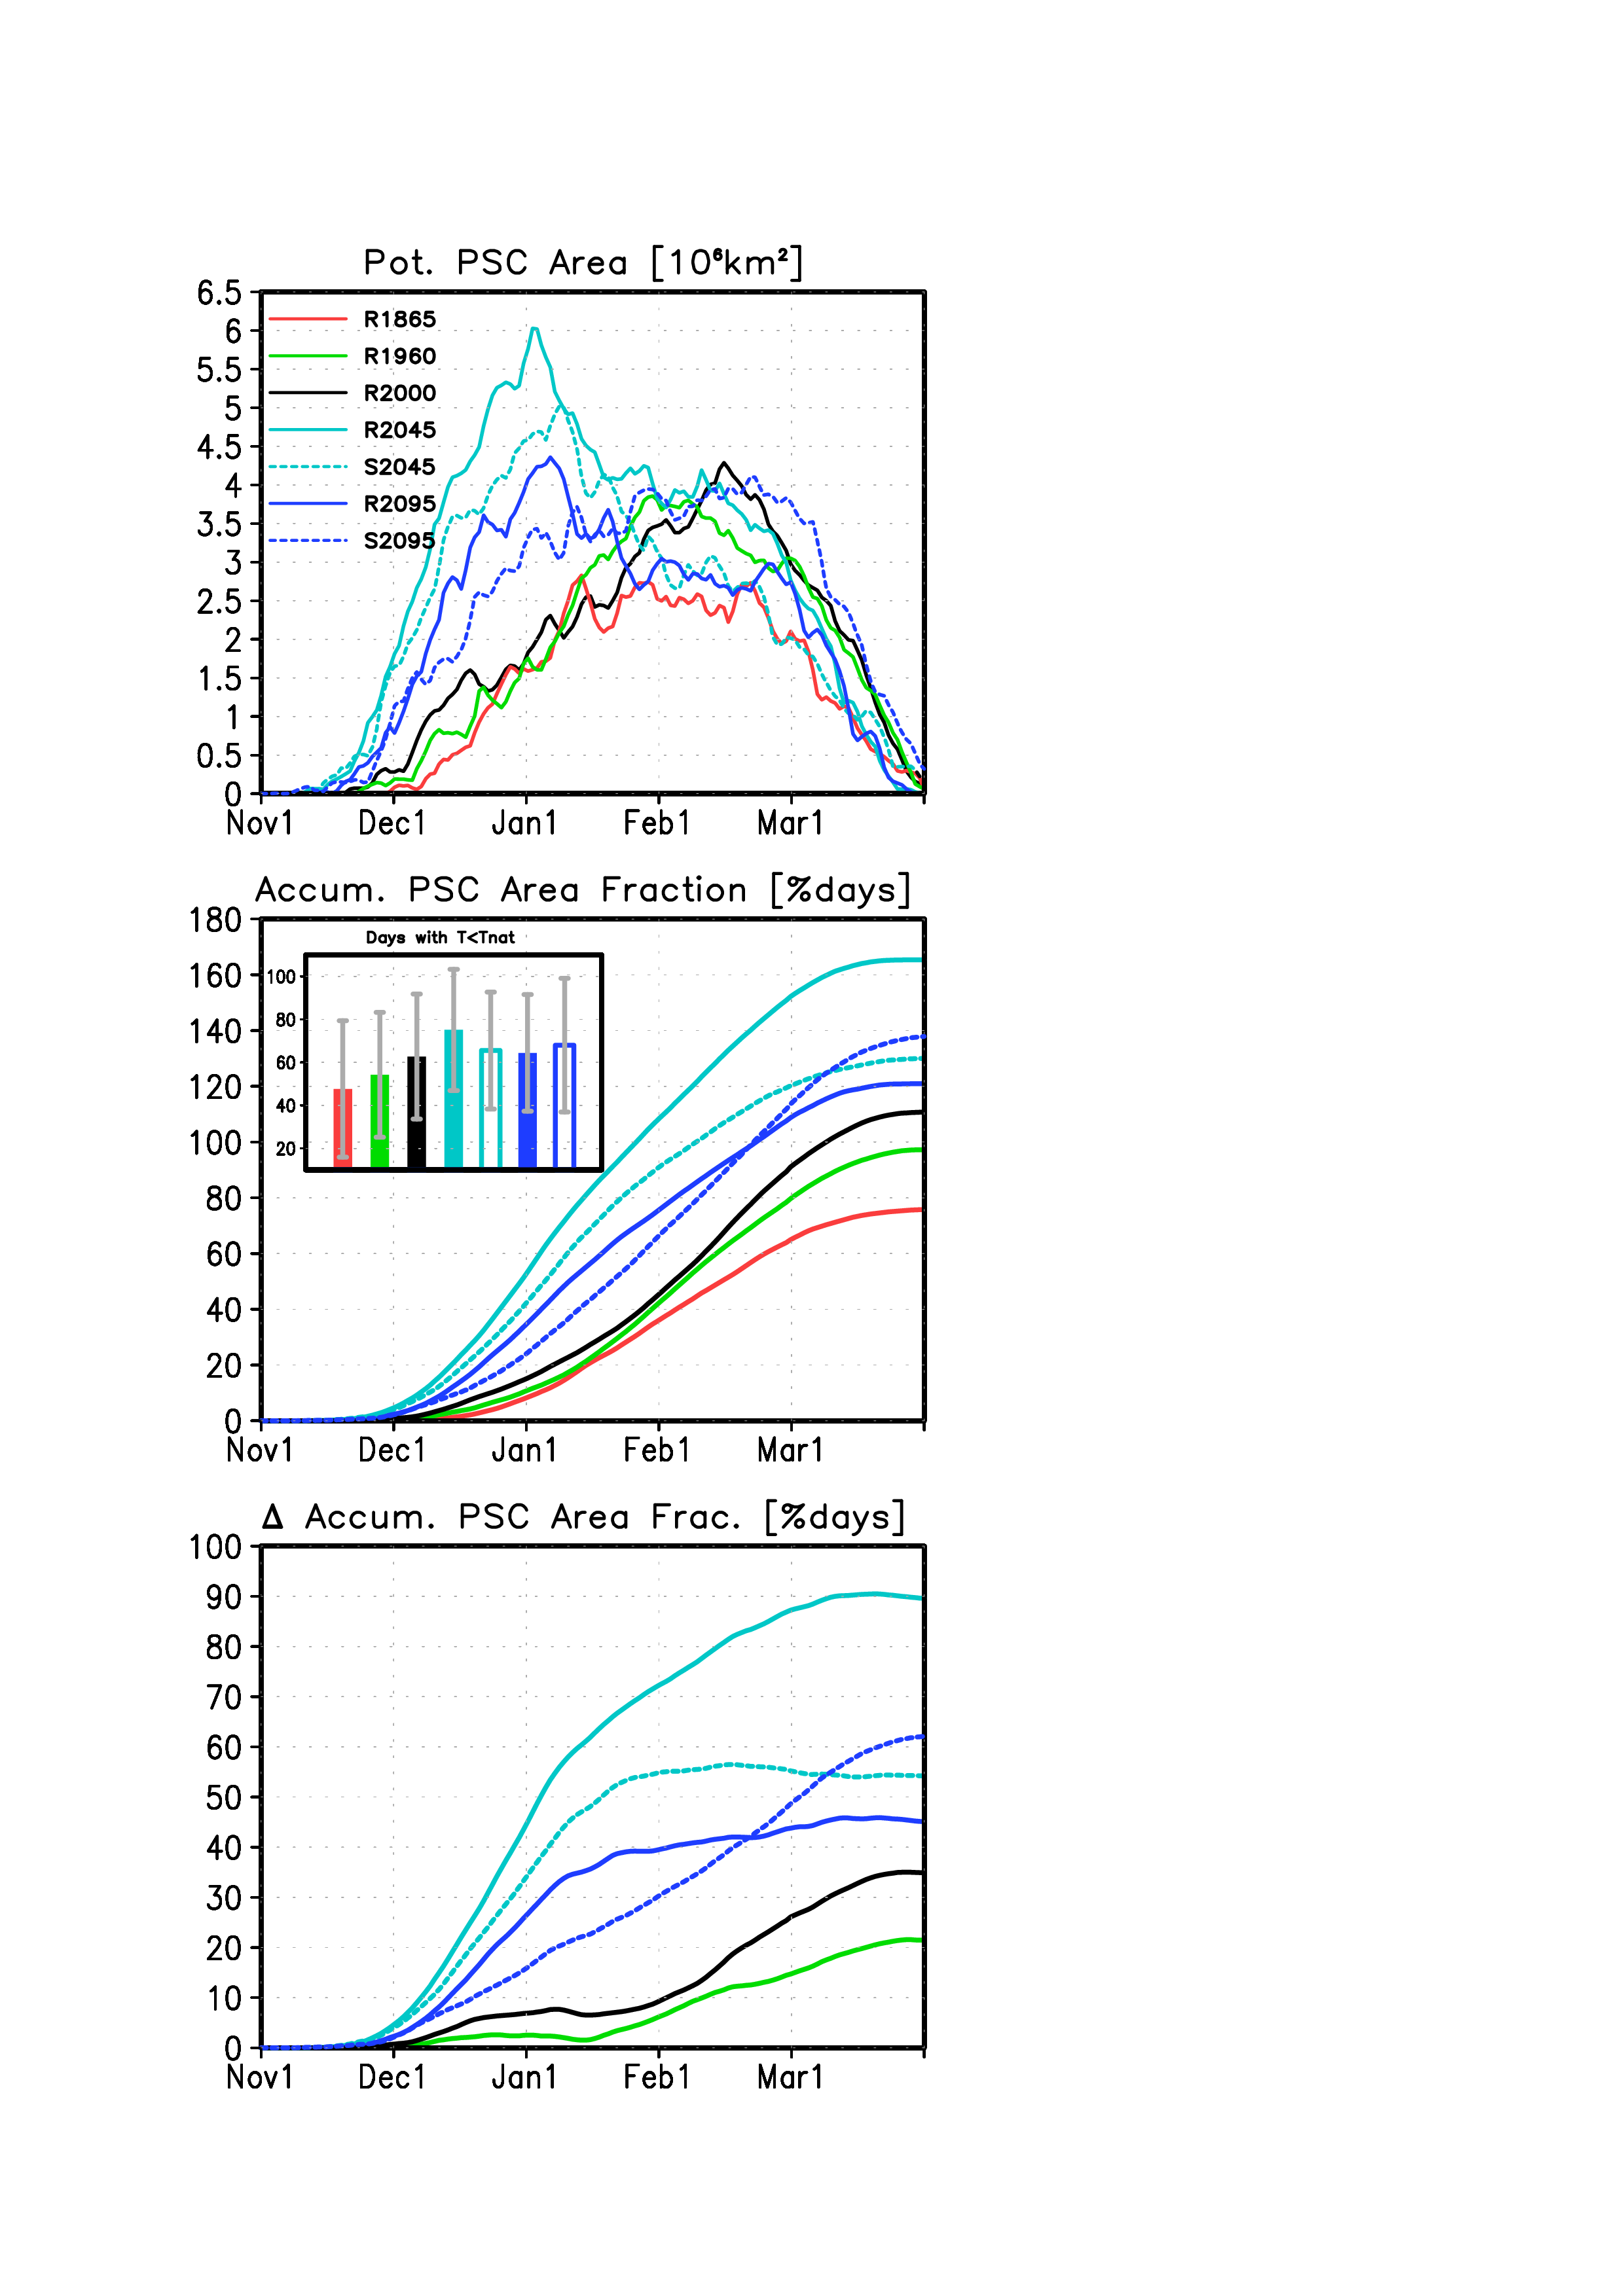 Pot. PSC Area [10⁶km²]
6.5
6
5.5
5
4.5
4
3.5
3
2.5
2
1.5
1
0.5
0
R1865
R1960
R2000
R2045
S2045
R2095
S2095
Nov1 Dec1 Jan1 Feb1 Mar1
Accum. PSC Area Fraction [%days]
180
160
140
120
100
80
60
40
20
0
Days with T<Tnat
100
80
60
40
20
Nov1 Dec1 Jan1 Feb1 Mar1
Δ Accum. PSC Area Frac. [%days]
100
90
80
70
60
50
40
30
20
10
0
Nov1 Dec1 Jan1 Feb1 Mar1